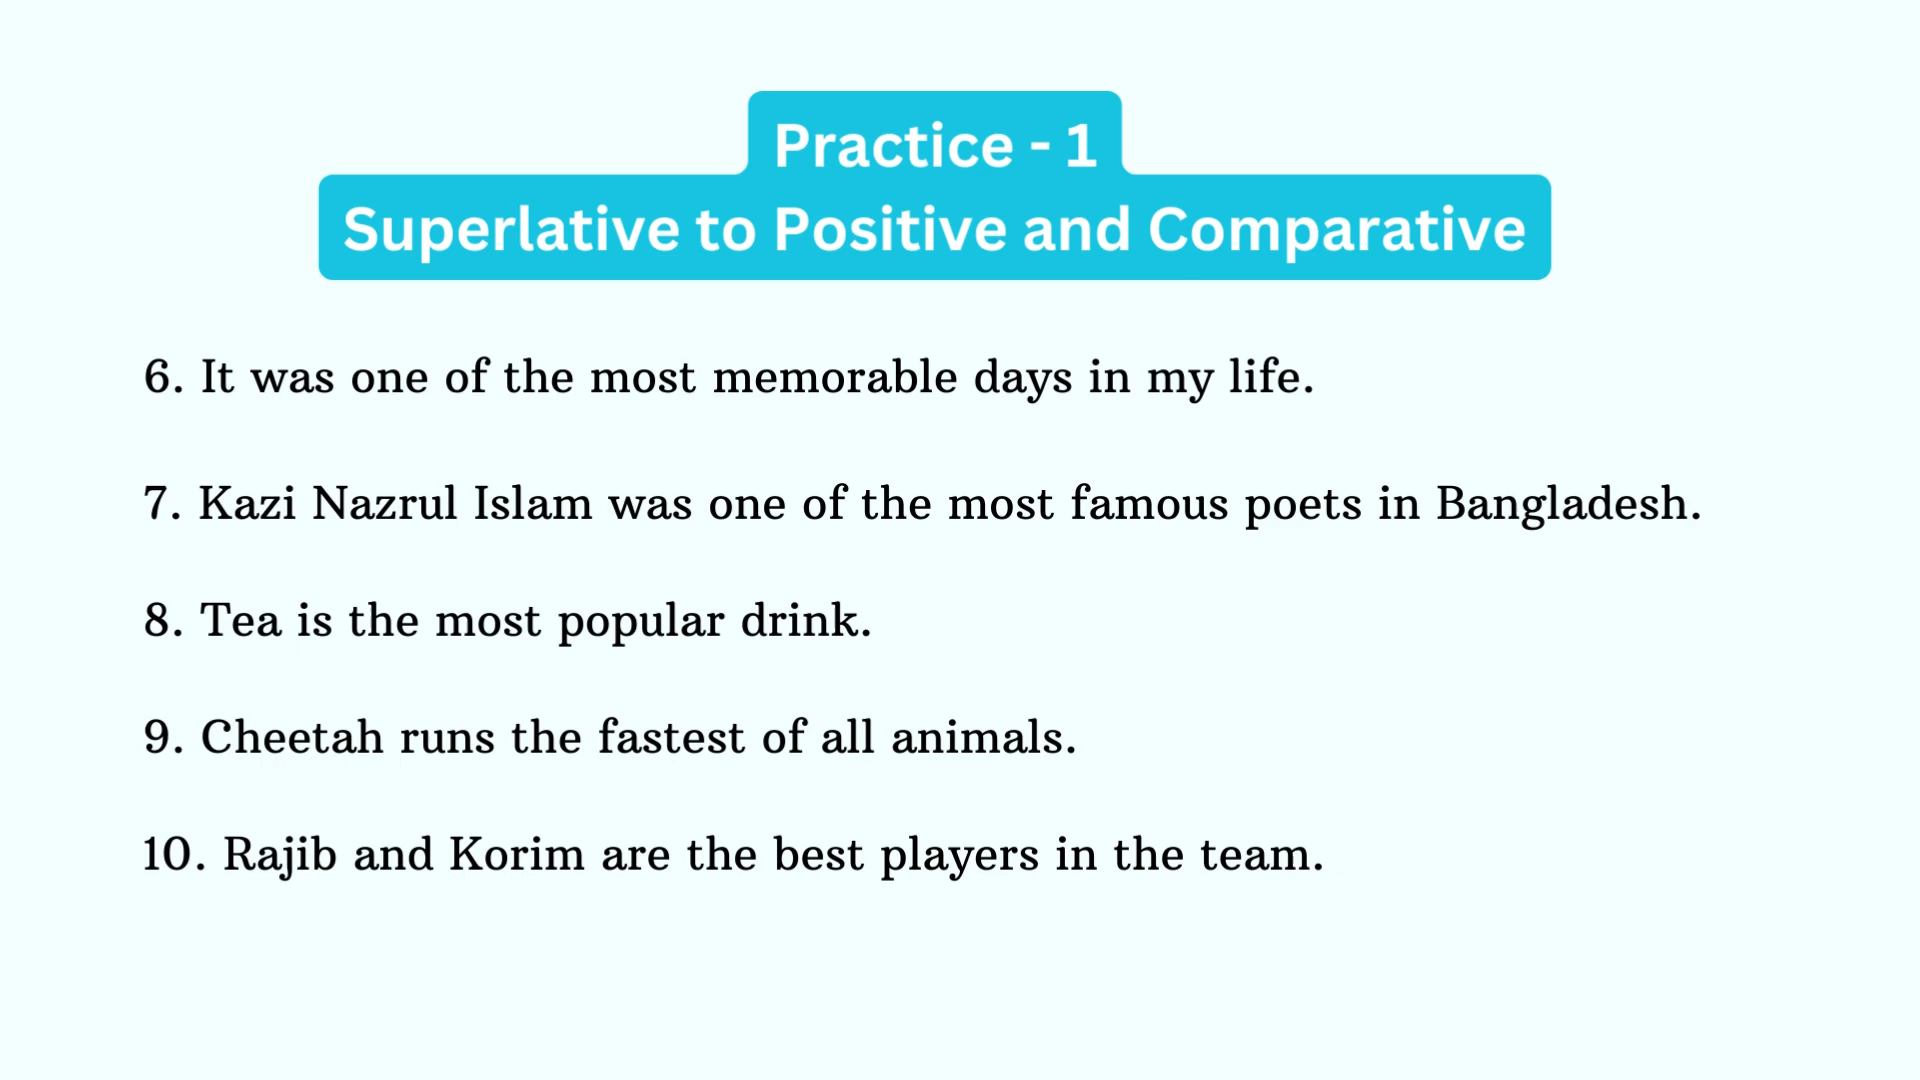 Practice - 1
Superlative to Positive and Comparative
6. It was one of the most memorable days in my life.
7. Kazi Nazrul Islam was one of the most famous poets in Bangladesh.
8. Tea is the most popular drink.
9. Cheetah runs the fastest of all animals.
10. Rajib and Korim are the best players in the team.